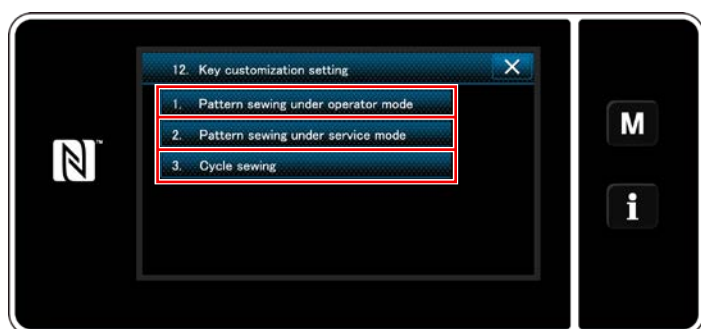 12. Key customization setting
1. Pattern sewing under operator mode
2. Pattern sewing under service mode
3. Cycle sewing
M
i